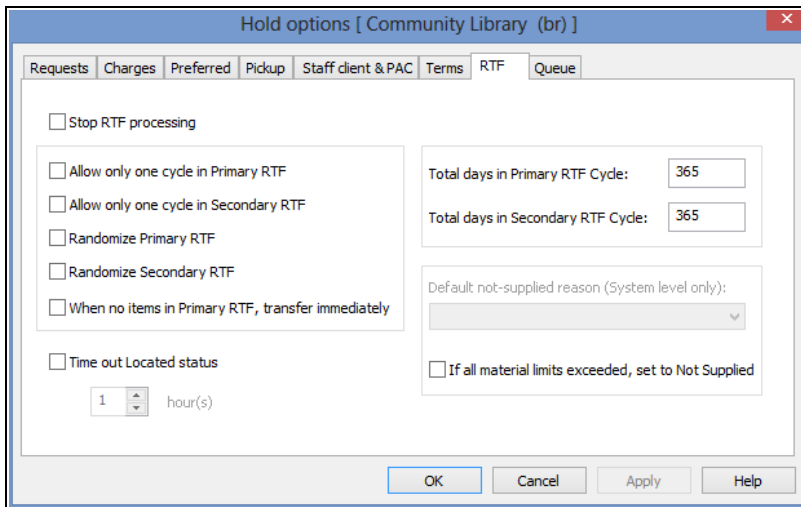 Hold options [ Community Library (br) ]
Requests Charges Preferred Pickup Staff client & PAC Terms RTF Queue
Stop RTF processing
Allow only one cycle in Primary RTF
Allow only one cycle in Secondary RTF
Randomize Primary RTF
Randomize Secondary RTF
When no items in Primary RTF, transfer immediately
Total days in Primary RTF Cycle: 365
Total days in Secondary RTF Cycle: 365
Default not-supplied reason (System level only):
If all material limits exceeded, set to Not Supplied
Time out Located status
1 hour(s)
OK Cancel Apply Help